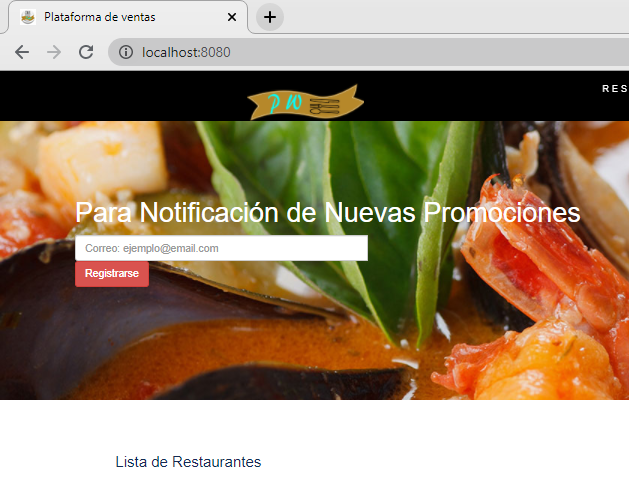 Plataforma de ventas
localhost:8080
P W
RES
Para Notificación de Nuevas Promociones
Correo: ejemplo@email.com
Registrarse
Lista de Restaurantes